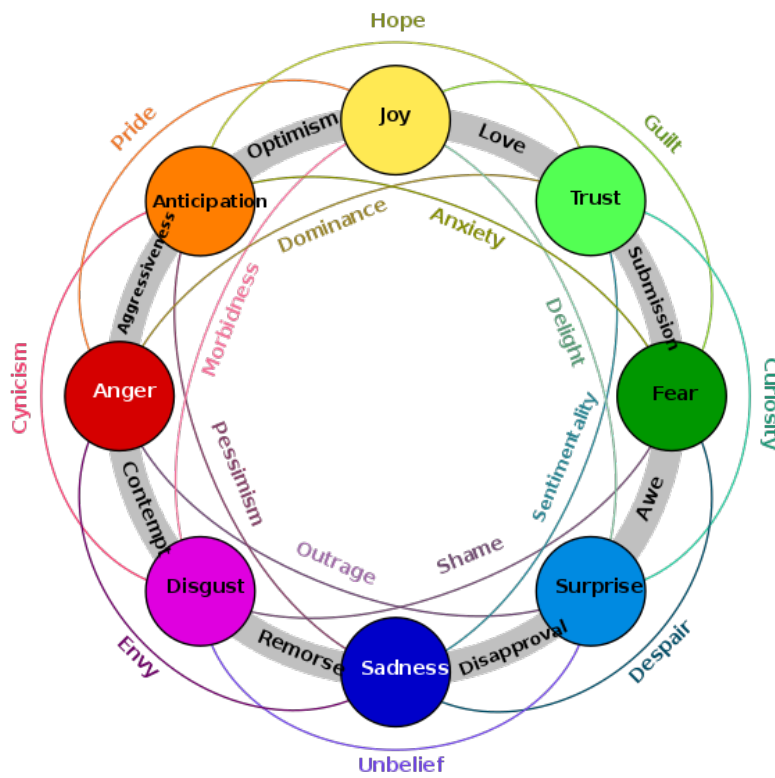 Hope
Joy
Optimism
Love
Pride
Guilt
Anticipation
Trust
Dominance
Anxiety
Aggressiveness
Submission
Morbidness
Delight
Cynicism
Anger
Fear
Curiosity
Pessimism
Sentimentality
Contempt
Awe
Outrage
Shame
Disgust
Surprise
Envy
Remorse
Sadness
Disapproval
Despair
Unbelief